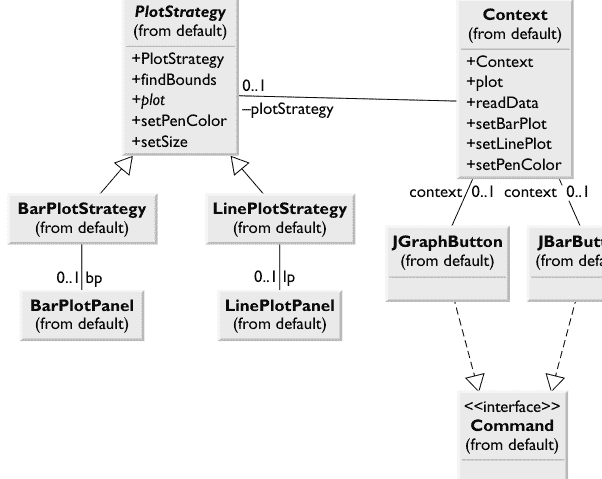 PlotStrategy
(from default)
+PlotStrategy
+findBounds
+plot
+setPenColor
+setSize
0..1
–plotStrategy
Context
(from default)
+Context
+plot
+readData
+setBarPlot
+setLinePlot
+setPenColor
context 0..1 context 0..1
BarPlotStrategy
(from default)
LinePlotStrategy
(from default)
0..1 bp
0..1 lp
BarPlotPanel
(from default)
LinePlotPanel
(from default)
JGraphButton
(from default)
JBarButt
(from defa
<<interface>>
Command
(from default)